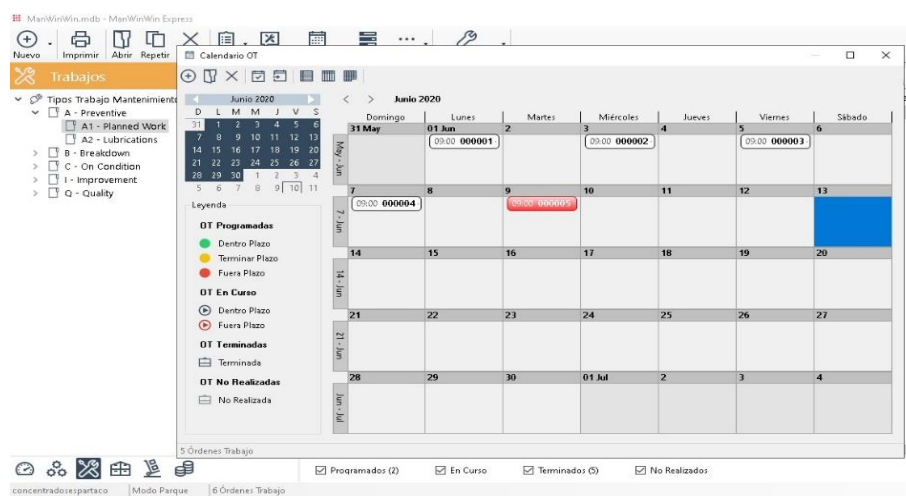 ManWinWin.mdb - ManWinWin Express
Nuevo Imprimir Abrir Repetir
Calendario OT
Trabajos
Tipos Trabajo Mantenimiento
A - Preventive
A1 - Planned Work
A2 - Lubrications
B - Breakdown
C - On Condition
I - Improvement
Q - Quality
Junio 2020
D L M M J V S
31 1 2 3 4 5 6
7 8 9 10 11 12 13
14 15 16 17 18 19 20
21 22 23 24 25 26 27
28 29 30 1 2 3 4
5 6 7 8 9 10 11
Leyenda
OT Programadas
Dentro Plazo
Terminar Plazo
Fuera Plazo
OT En Curso
Dentro Plazo
Fuera Plazo
OT Terminadas
Terminada
OT No Realizadas
No Realizada
< > Junio 2020
Domingo Lunes Martes Miércoles Jueves Viernes Sábado
May - Jun
31 May 01 Jun 2 3 4 5 6
09:00 000001 09:00 000002 09:00 000003
7 - Jun
7 8 9 10 11 12 13
09:00 000004 09:00 000005
14 - Jun
14 15 16 17 18 19 20
21 - Jun
21 22 23 24 25 26 27
Jun - Jul
28 29 30 01 Jul 2 3 4
5 Órdenes Trabajo
Programados (2) En Curso Terminados (5) No Realizados
concentradosespartaco Modo Parque 6 Órdenes Trabajo